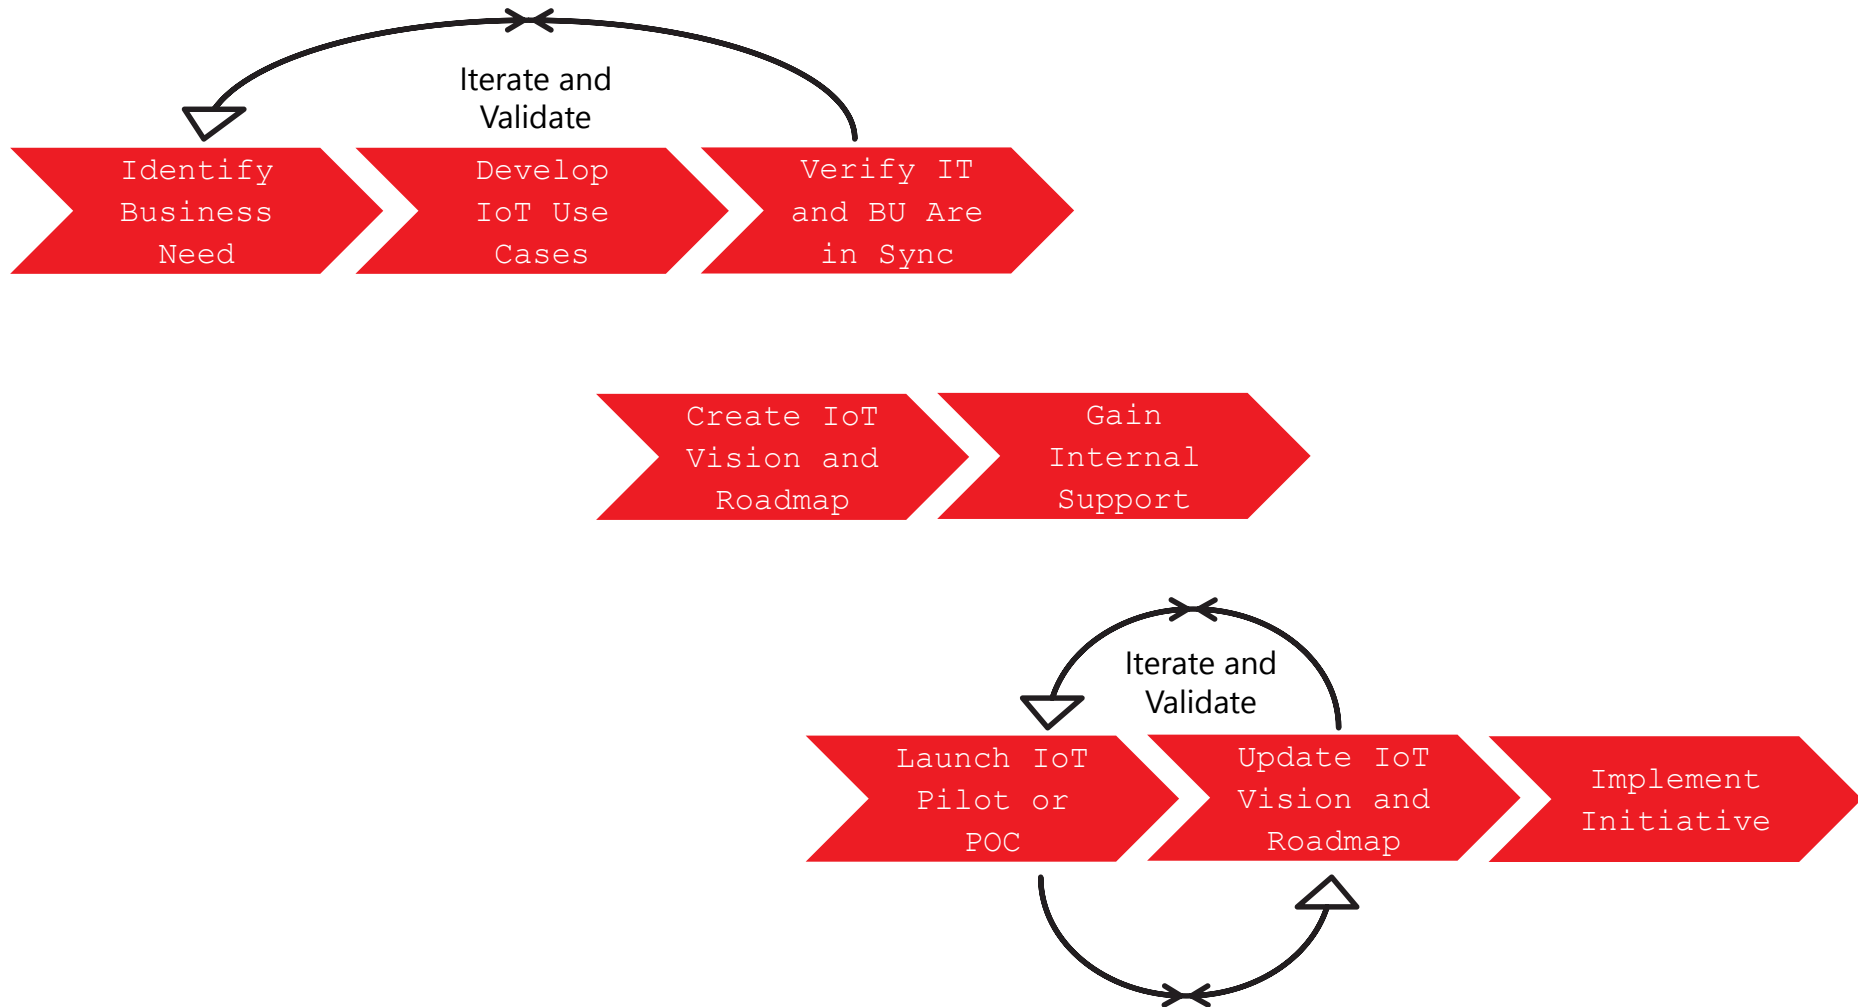 Iterate and
Validate
Identify
Business
Need
Develop
IoT Use
Cases
Verify IT
and BU Are
in Sync
Create IoT
Vision and
Roadmap
Gain
Internal
Support
Iterate and
Validate
Launch IoT
Pilot or
POC
Update IoT
Vision and
Roadmap
Implement
Initiative